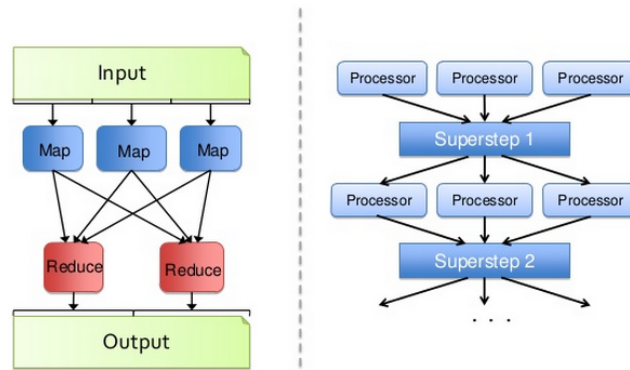 Input
Map
Map
Map
Reduce
Reduce
Output
Processor
Processor
Processor
Superstep 1
Processor
Processor
Processor
Superstep 2
. . .